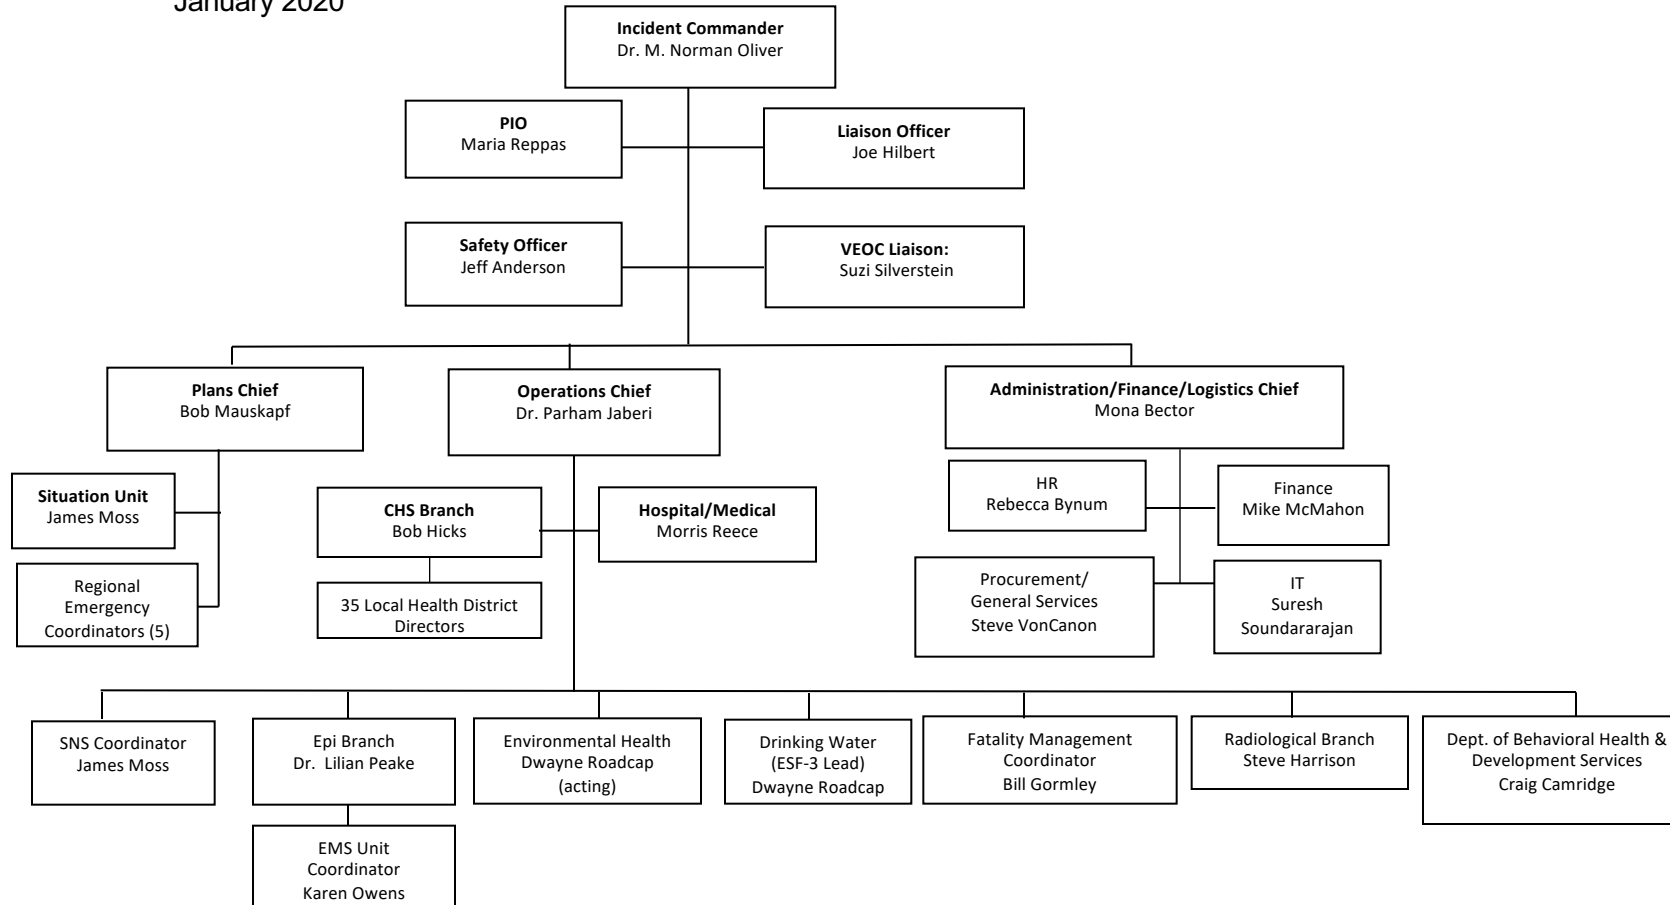 January 2020
Incident Commander
Dr. M. Norman Oliver
PIO
Maria Reppas
Liaison Officer
Joe Hilbert
Safety Officer
Jeff Anderson
VEOC Liaison:
Suzi Silverstein
Plans Chief
Bob Mauskapf
Operations Chief
Dr. Parham Jaberi
Administration/Finance/Logistics Chief
Mona Bector
Situation Unit
James Moss
Regional
Emergency
Coordinators (5)
CHS Branch
Bob Hicks
35 Local Health District
Directors
Hospital/Medical
Morris Reece
HR
Rebecca Bynum
Finance
Mike McMahon
Procurement/
General Services
Steve VonCanon
IT
Suresh
Soundararajan
SNS Coordinator
James Moss
Epi Branch
Dr. Lilian Peake
EMS Unit
Coordinator
Karen Owens
Environmental Health
Dwayne Roadcap
(acting)
Drinking Water
(ESF-3 Lead)
Dwayne Roadcap
Fatality Management
Coordinator
Bill Gormley
Radiological Branch
Steve Harrison
Dept. of Behavioral Health &
Development Services
Craig Camridge